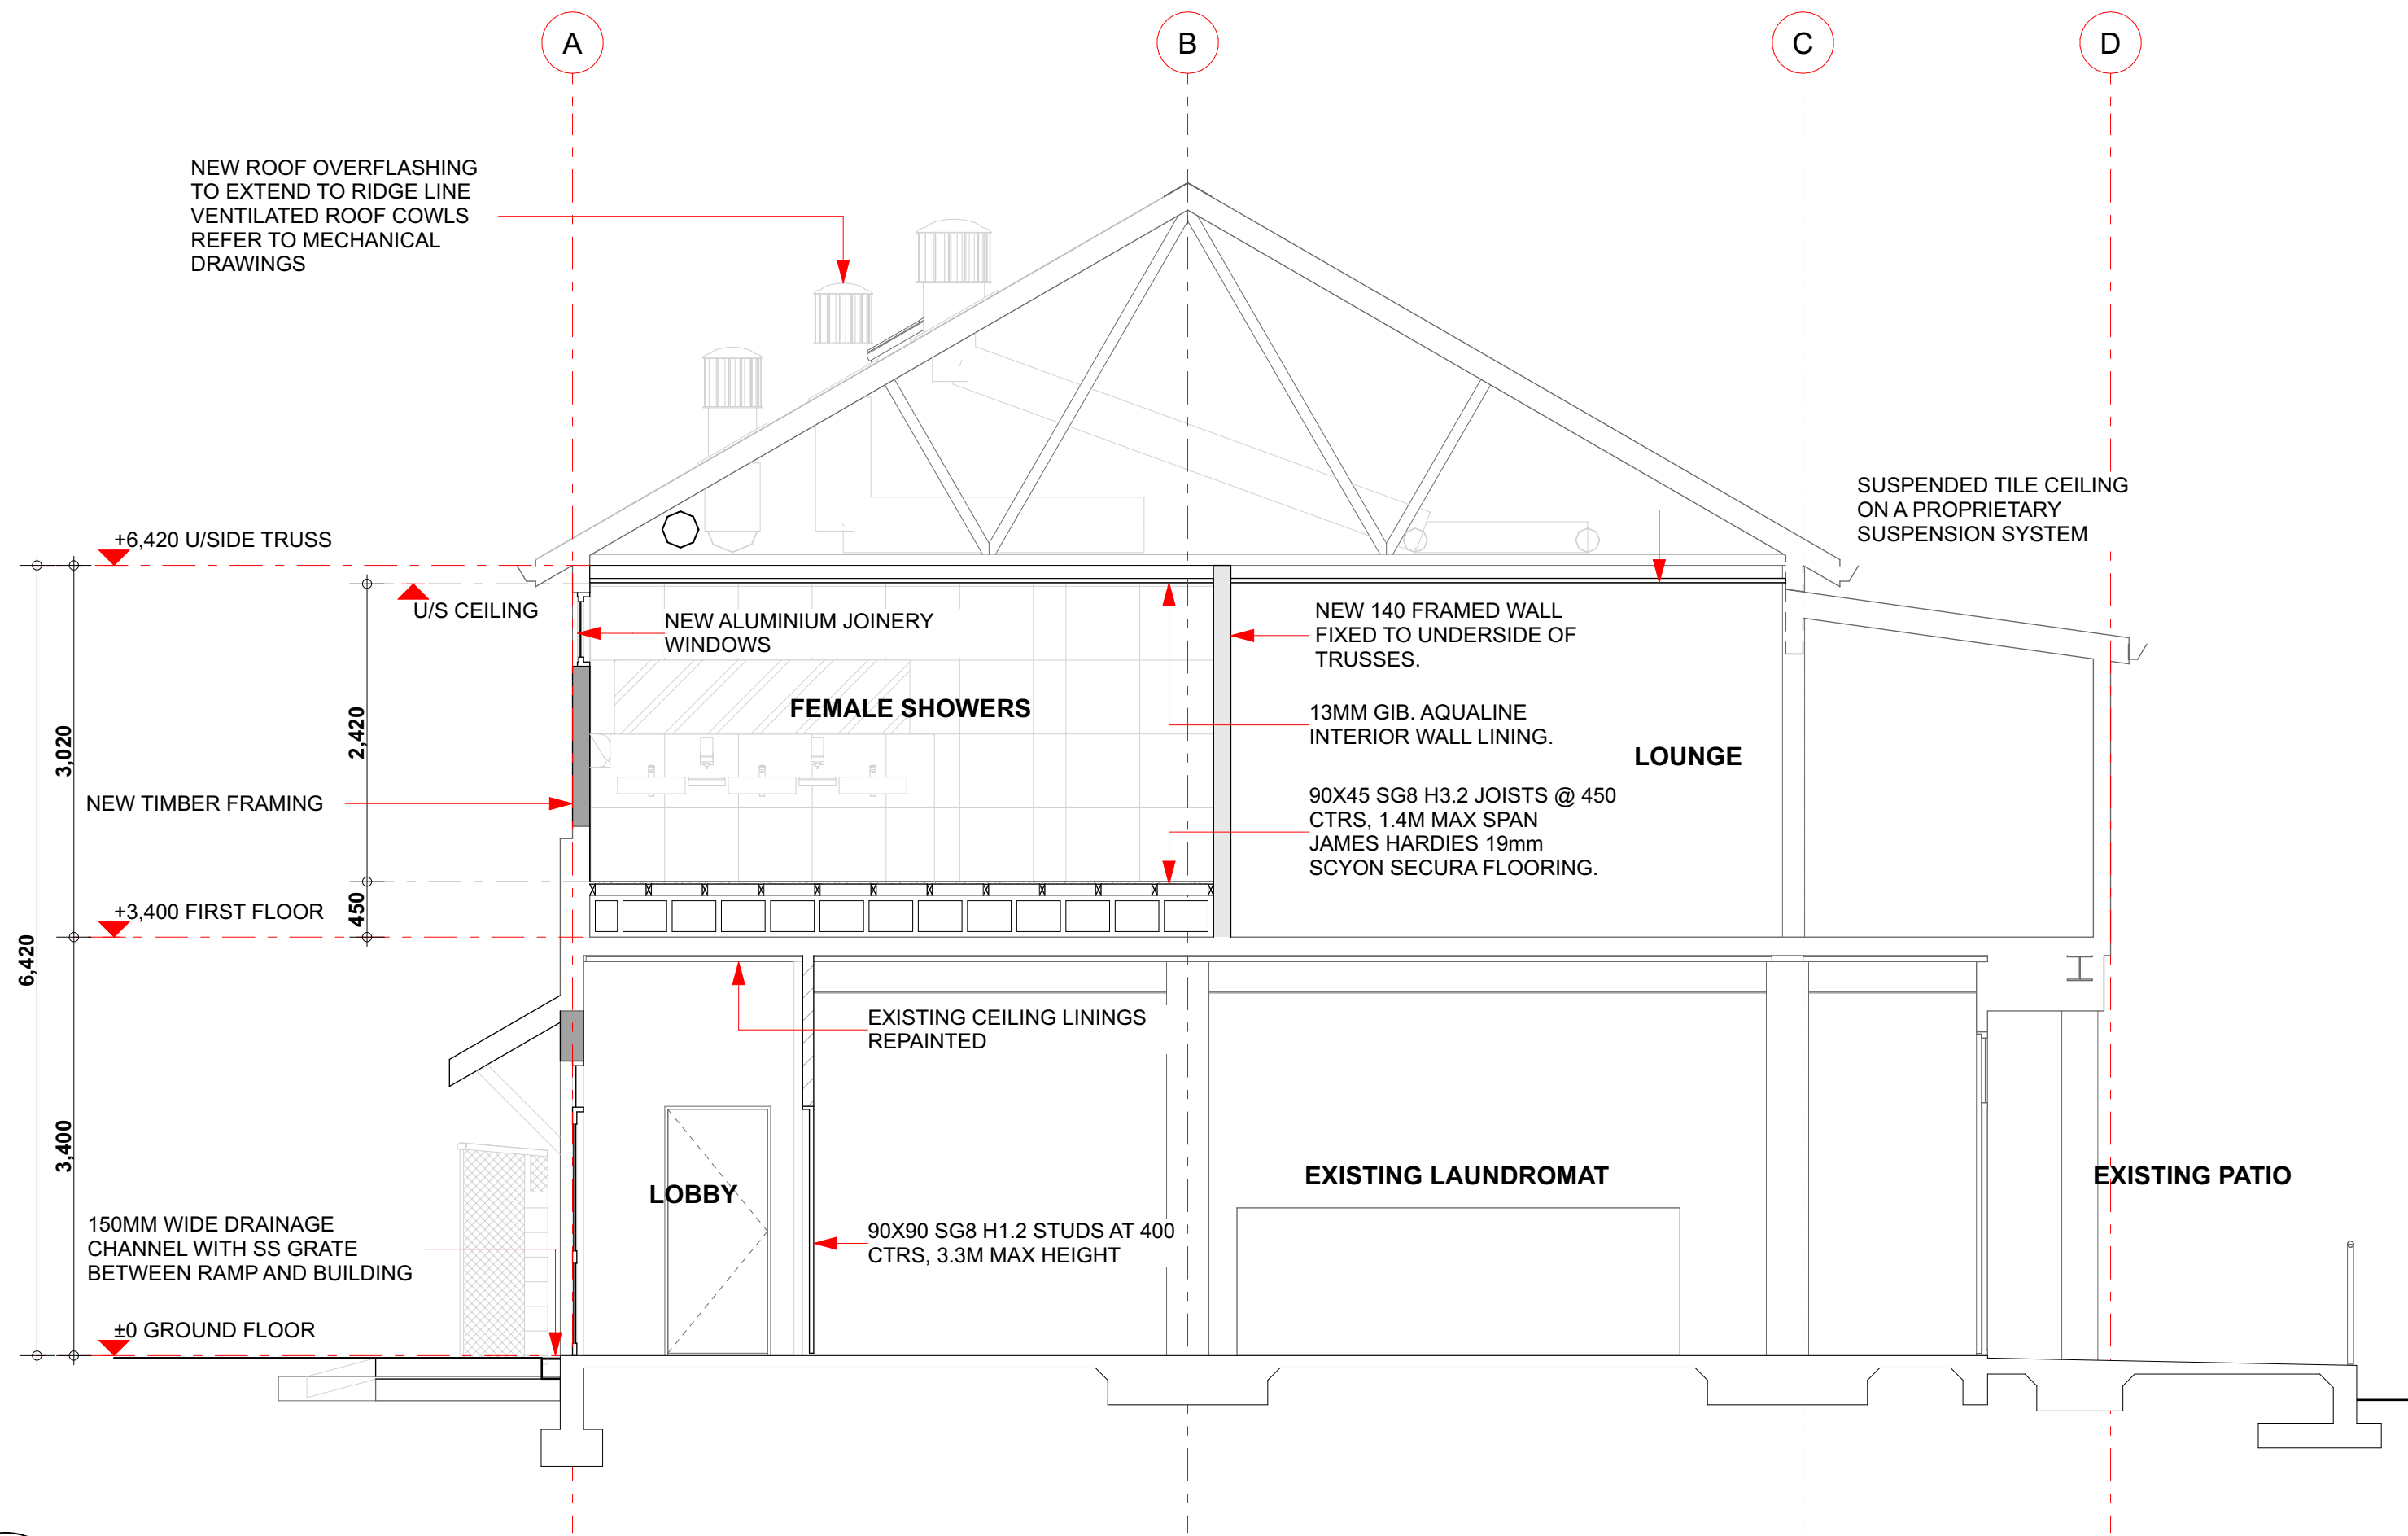 A
B
C
D
NEW ROOF OVERFLASHING
TO EXTEND TO RIDGE LINE
VENTILATED ROOF COWLS
REFER TO MECHANICAL
DRAWINGS
SUSPENDED TILE CEILING
ON A PROPRIETARY
SUSPENSION SYSTEM
+6,420 U/SIDE TRUSS
U/S CEILING
NEW ALUMINIUM JOINERY
WINDOWS
NEW 140 FRAMED WALL
FIXED TO UNDERSIDE OF
TRUSSES.
FEMALE SHOWERS
13MM GIB. AQUALINE
INTERIOR WALL LINING.
LOUNGE
3,020
2,420
NEW TIMBER FRAMING
90X45 SG8 H3.2 JOISTS @ 450
CTRS, 1.4M MAX SPAN
JAMES HARDIES 19mm
SCYON SECURA FLOORING.
+3,400 FIRST FLOOR
450
6,420
EXISTING CEILING LININGS
REPAINTED
3,400
EXISTING LAUNDROMAT
EXISTING PATIO
LOBBY
150MM WIDE DRAINAGE
CHANNEL WITH SS GRATE
BETWEEN RAMP AND BUILDING
90X90 SG8 H1.2 STUDS AT 400
CTRS, 3.3M MAX HEIGHT
±0 GROUND FLOOR